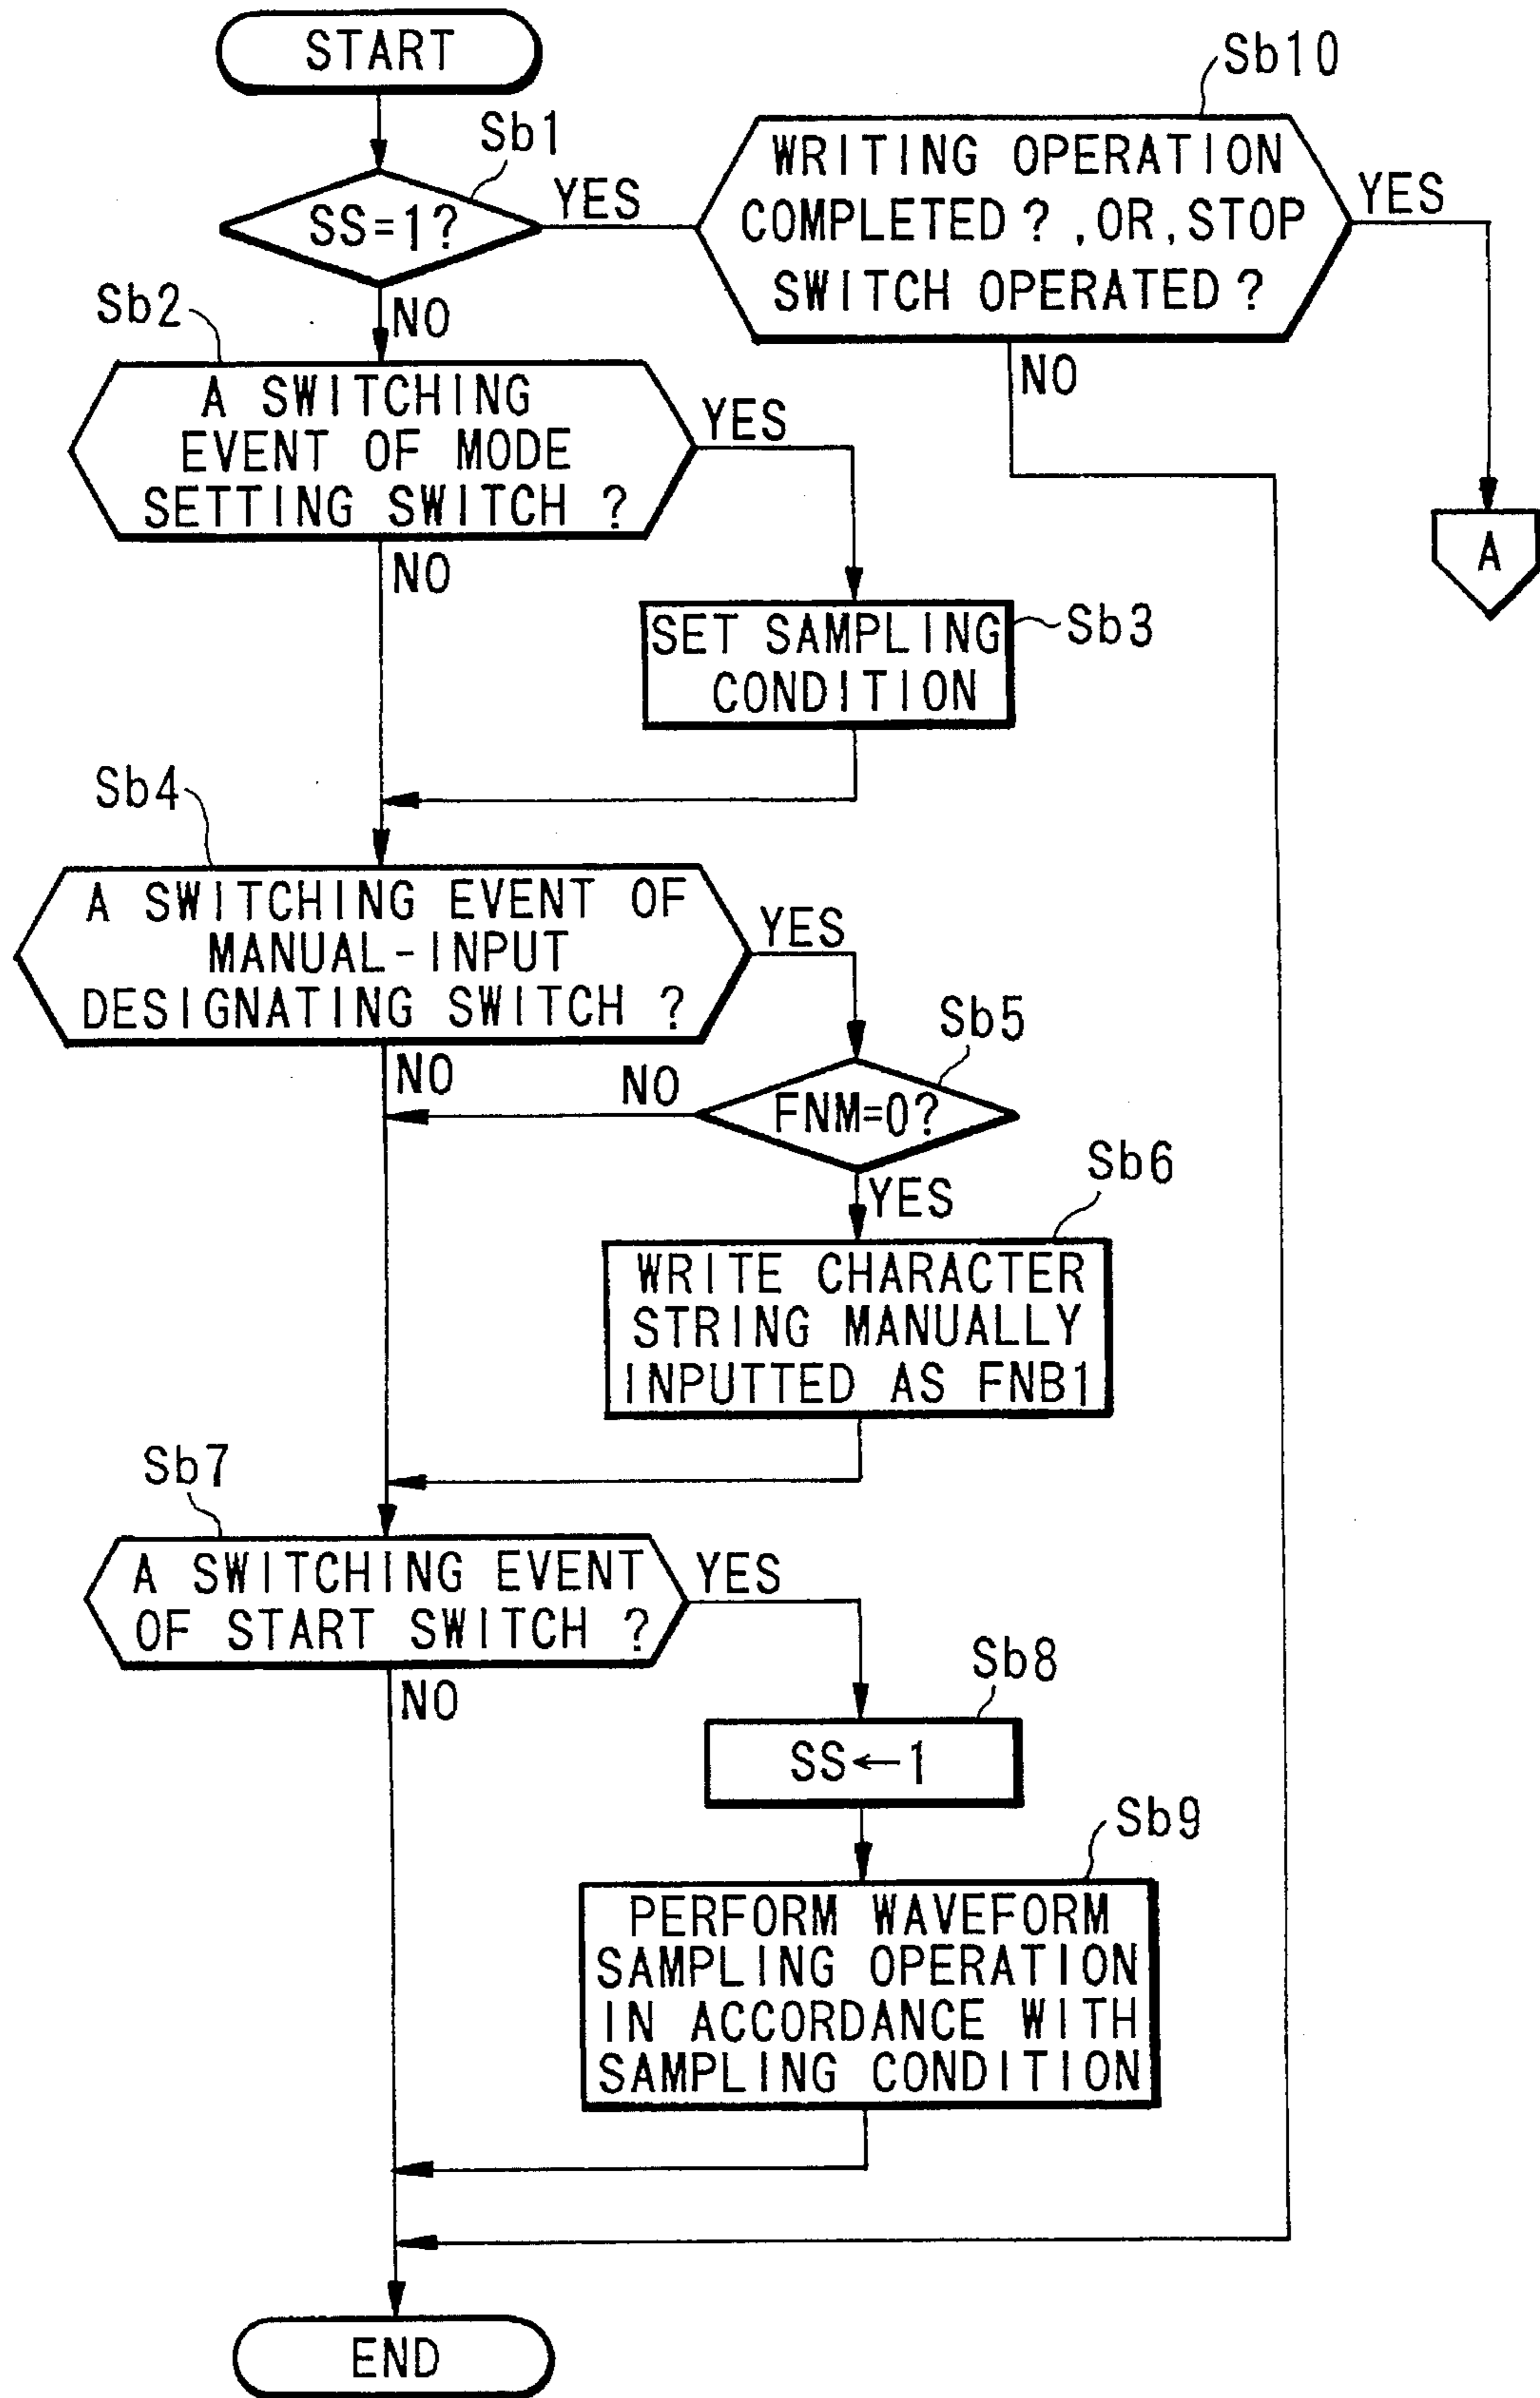 START
Sb1
SS=1?
YES
NO
Sb10
WRITING OPERATION
COMPLETED?,OR,STOP
SWITCH OPERATED?
YES
NO
A
Sb2
A SWITCHING
EVENT OF MODE
SETTING SWITCH ?
YES
NO
SET SAMPLING
CONDITION
Sb3
Sb4
A SWITCHING EVENT OF
MANUAL-INPUT
DESIGNATING SWITCH ?
YES
NO
Sb5
FNM=0?
NO
YES
Sb6
WRITE CHARACTER
STRING MANUALLY
INPUTTED AS FNB1
Sb7
A SWITCHING EVENT
OF START SWITCH ?
YES
NO
Sb8
SS←1
Sb9
PERFORM WAVEFORM
SAMPLING OPERATION
IN ACCORDANCE WITH
SAMPLING CONDITION
END